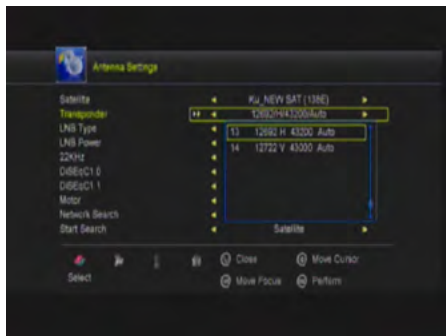 Antenna Settings
Satellite Ku_NEW SAT (138E)
Transponder 12692/H/43200/Auto
LNB Type 13 12692 H 43200 Auto
LNB Power 14 12722 V 43000 Auto
22KHz
DiSEqC1.0
DiSEqC1.1
Motor
Network Search
Start Search Satellite
Close Move Cursor
Select Move Focus Perform